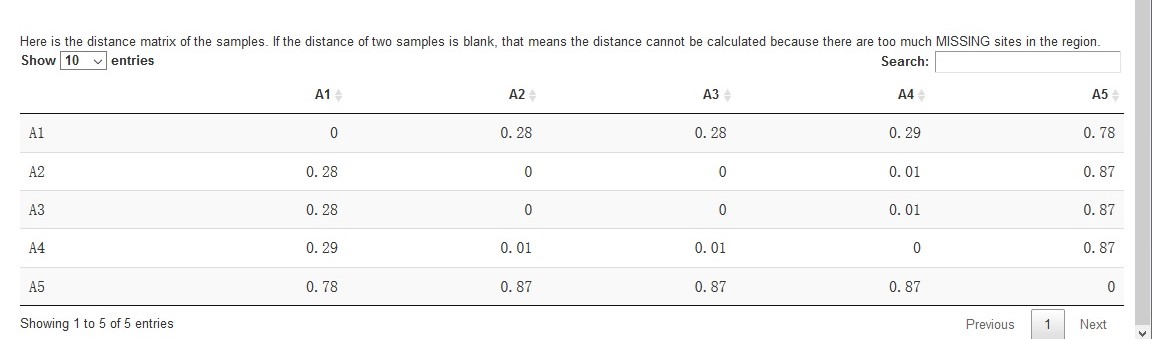 Here is the distance matrix of the samples. If the distance of two samples is blank, that means the distance cannot be calculated because there are too much MISSING sites in the region.
Show 10 entries Search:
A1 A2 A3 A4 A5
A1 0 0.28 0.28 0.29 0.78
A2 0.28 0 0 0.01 0.87
A3 0.28 0 0 0.01 0.87
A4 0.29 0.01 0.01 0 0.87
A5 0.78 0.87 0.87 0.87 0
Showing 1 to 5 of 5 entries Previous 1 Next